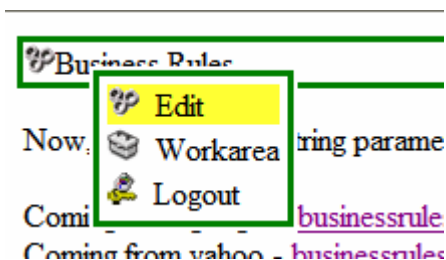 Business Rules
Edit
Now, tring parame
Workarea
Logout
Comi businessrule
Coming from yahoo - businessrules